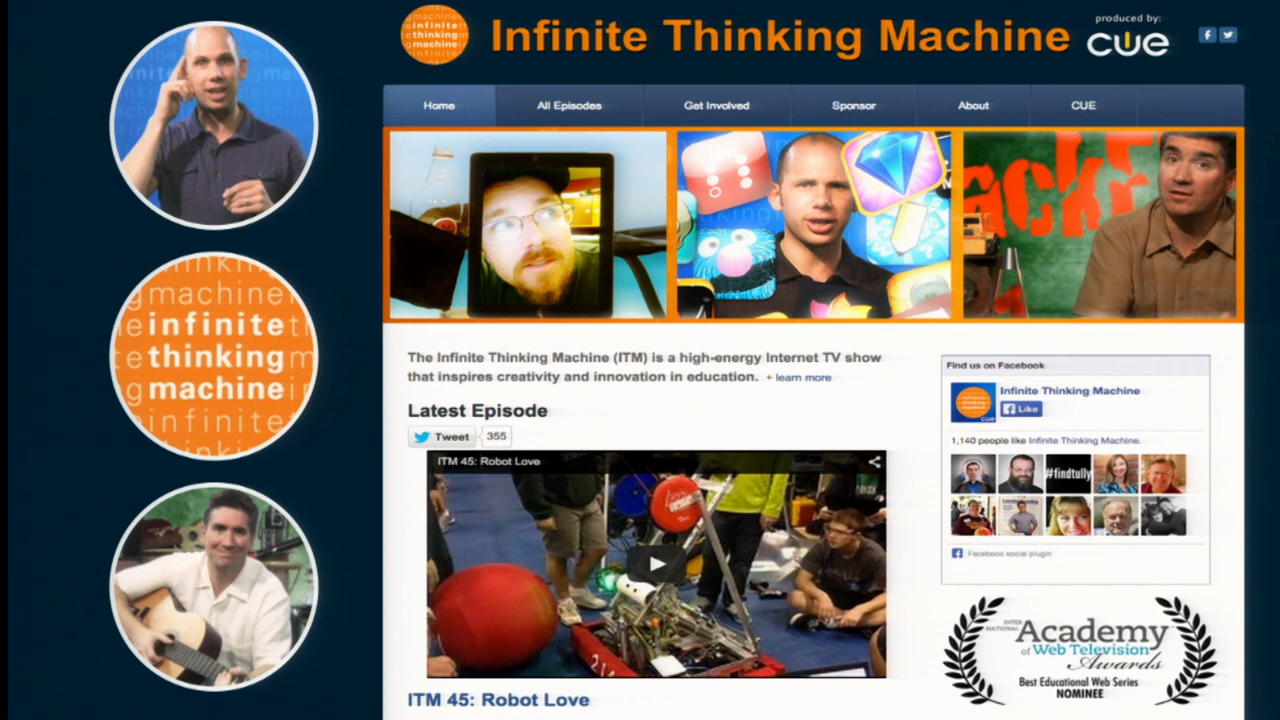 infinite
thinking
machine
Infinite Thinking Machine
produced by:
cue
Home
All Episodes
Get Involved
Sponsor
About
CUE
infinite
thinking
machine
The Infinite Thinking Machine (ITM) is a high-energy Internet TV show
that inspires creativity and innovation in education. + learn more
Latest Episode
Tweet 355
ITM 45: Robot Love
ITM 45: Robot Love
Find us on Facebook
Infinite Thinking Machine
Like
1,140 people like Infinite Thinking Machine.
#findtully
Facebook social plugin
INTER
NATIONAL
Academy
of Web Television
Awards
Best Educational Web Series
NOMINEE